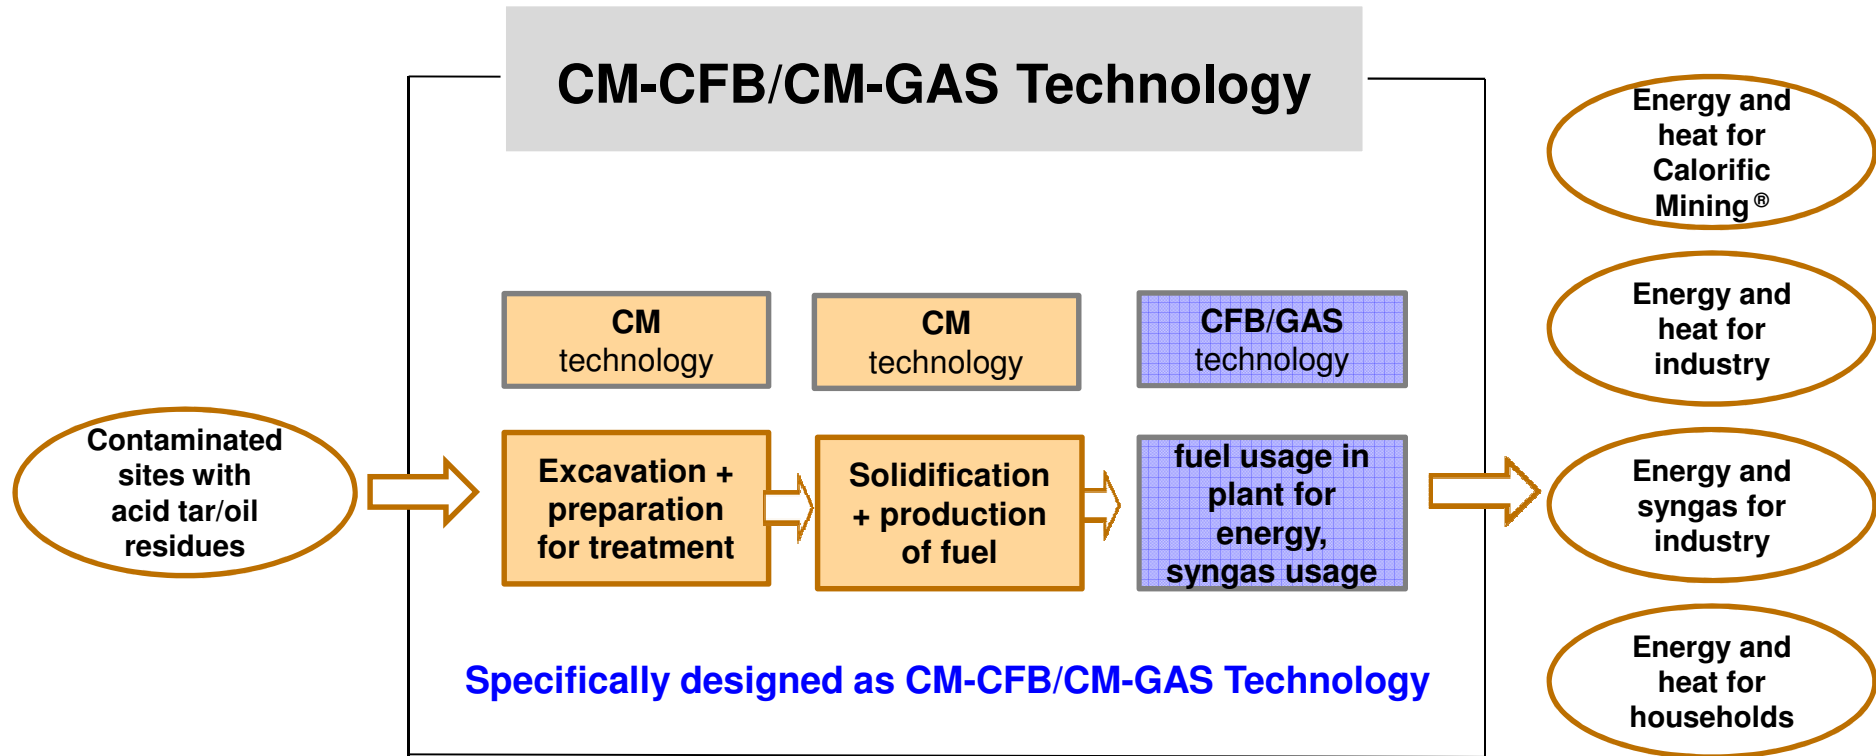 CM-CFB/CM-GAS Technology
Contaminated
sites with
acid tar/oil
residues
CM
technology
Excavation +
preparation
for treatment
CM
technology
Solidification
+ production
of fuel
CFB/GAS
technology
fuel usage in
plant for
energy,
syngas usage
Specifically designed as CM-CFB/CM-GAS Technology
Energy and
heat for
Calorific
Mining ®
Energy and
heat for
industry
Energy and
syngas for
industry
Energy and
heat for
households